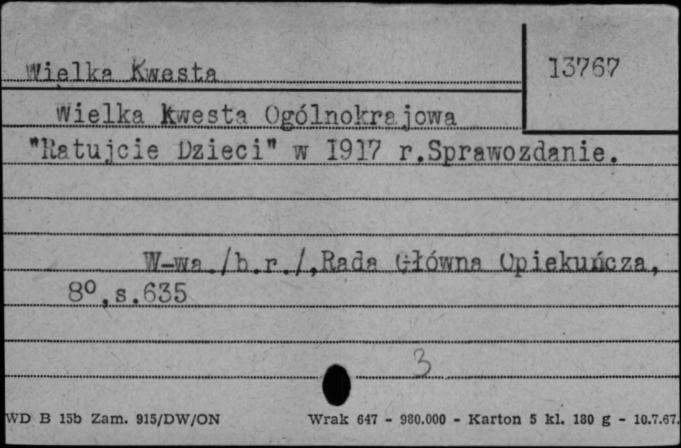 Wielka Kwesta
13767
Wielka Kwesta Ogólnokrajowa
"Ratujcie Dzieci" w 1917 r.Sprawozdanie.
W-wa./b.r./,Rada Główna Opiekuńcza,
8º,s.635
3
WD B 15b Zam. 915/DW/ON Wrak 647 - 980.000 - Karton 5 kl. 180 g - 10.7.67.